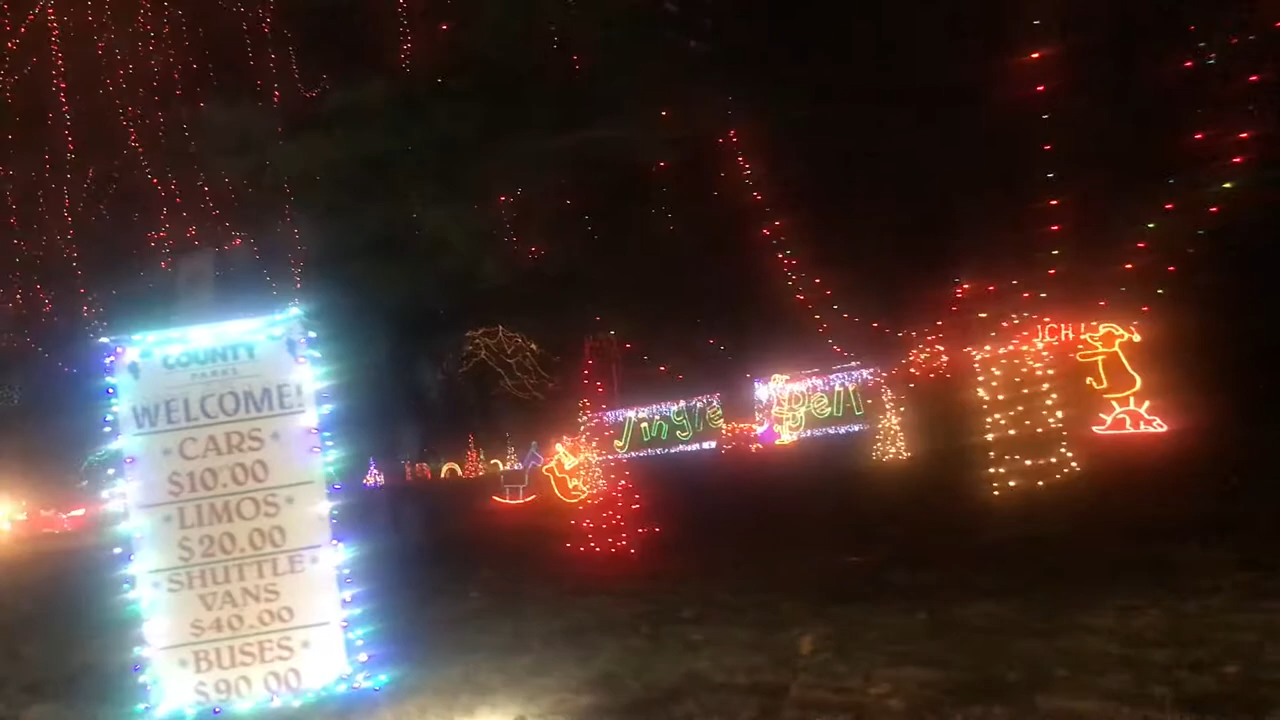 COUNTY
PARKS
WELCOME!
CARS
$10.00
LIMOS
$20.00
SHUTTLE
VANS
$40.00
BUSES
$90.00
Jingle Bell